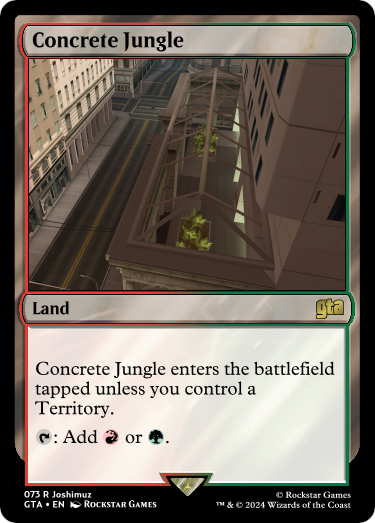 Concrete Jungle
Land
gta
Concrete Jungle enters the battlefield
tapped unless you control a
Territory.
: Add or .
073 R Joshimuz
GTA • EN Rockstar Games
© Rockstar Games
™ & © 2024 Wizards of the Coast